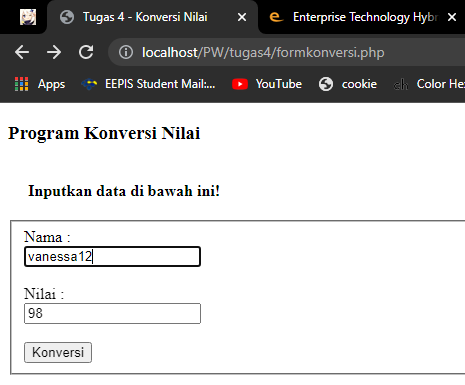 Tugas 4 - Konversi Nilai
Enterprise Technology Hybr
localhost/PW/tugas4/formkonversi.php
Apps EEPIS Student Mail:... YouTube cookie Color Hex
Program Konversi Nilai
Inputkan data di bawah ini!
Nama :
vanessa12
Nilai :
98
Konversi